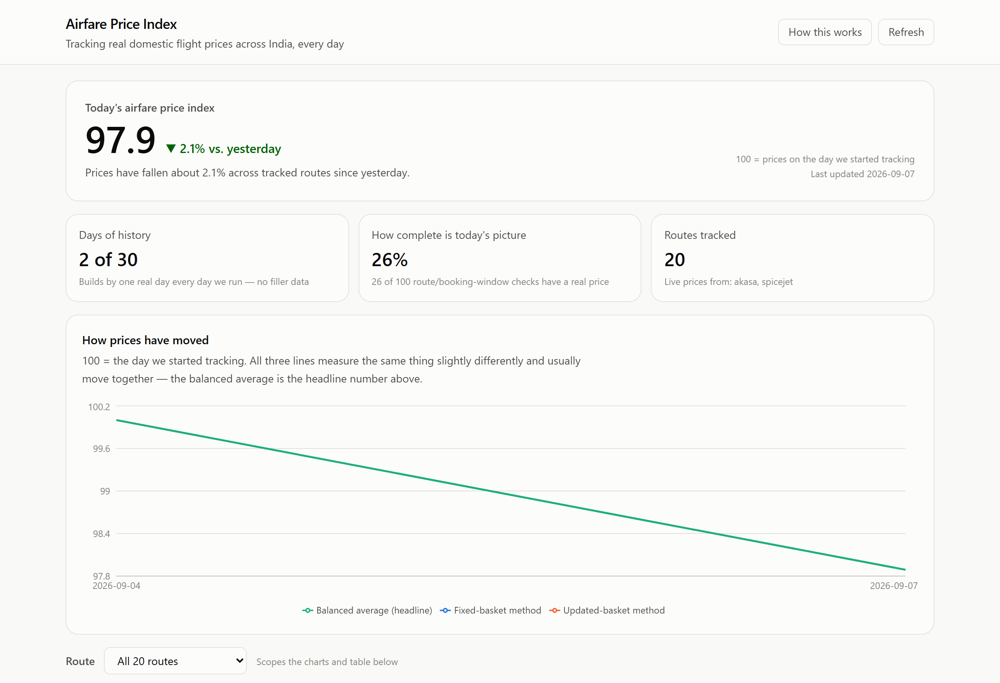 Airfare Price Index
Tracking real domestic flight prices across India, every day
How this works
Refresh
Today's airfare price index
97.9 ▼ 2.1% vs. yesterday
Prices have fallen about 2.1% across tracked routes since yesterday.
100 = prices on the day we started tracking
Last updated 2026-09-07
Days of history
2 of 30
Builds by one real day every day we run — no filler data
How complete is today's picture
26%
26 of 100 route/booking-window checks have a real price
Routes tracked
20
Live prices from: akasa, spicejet
How prices have moved
100 = the day we started tracking. All three lines measure the same thing slightly differently and usually
move together — the balanced average is the headline number above.
100.2
99.6
99
98.4
97.8
2026-09-04
2026-09-07
Balanced average (headline)
Fixed-basket method
Updated-basket method
Route
All 20 routes
Scopes the charts and table below